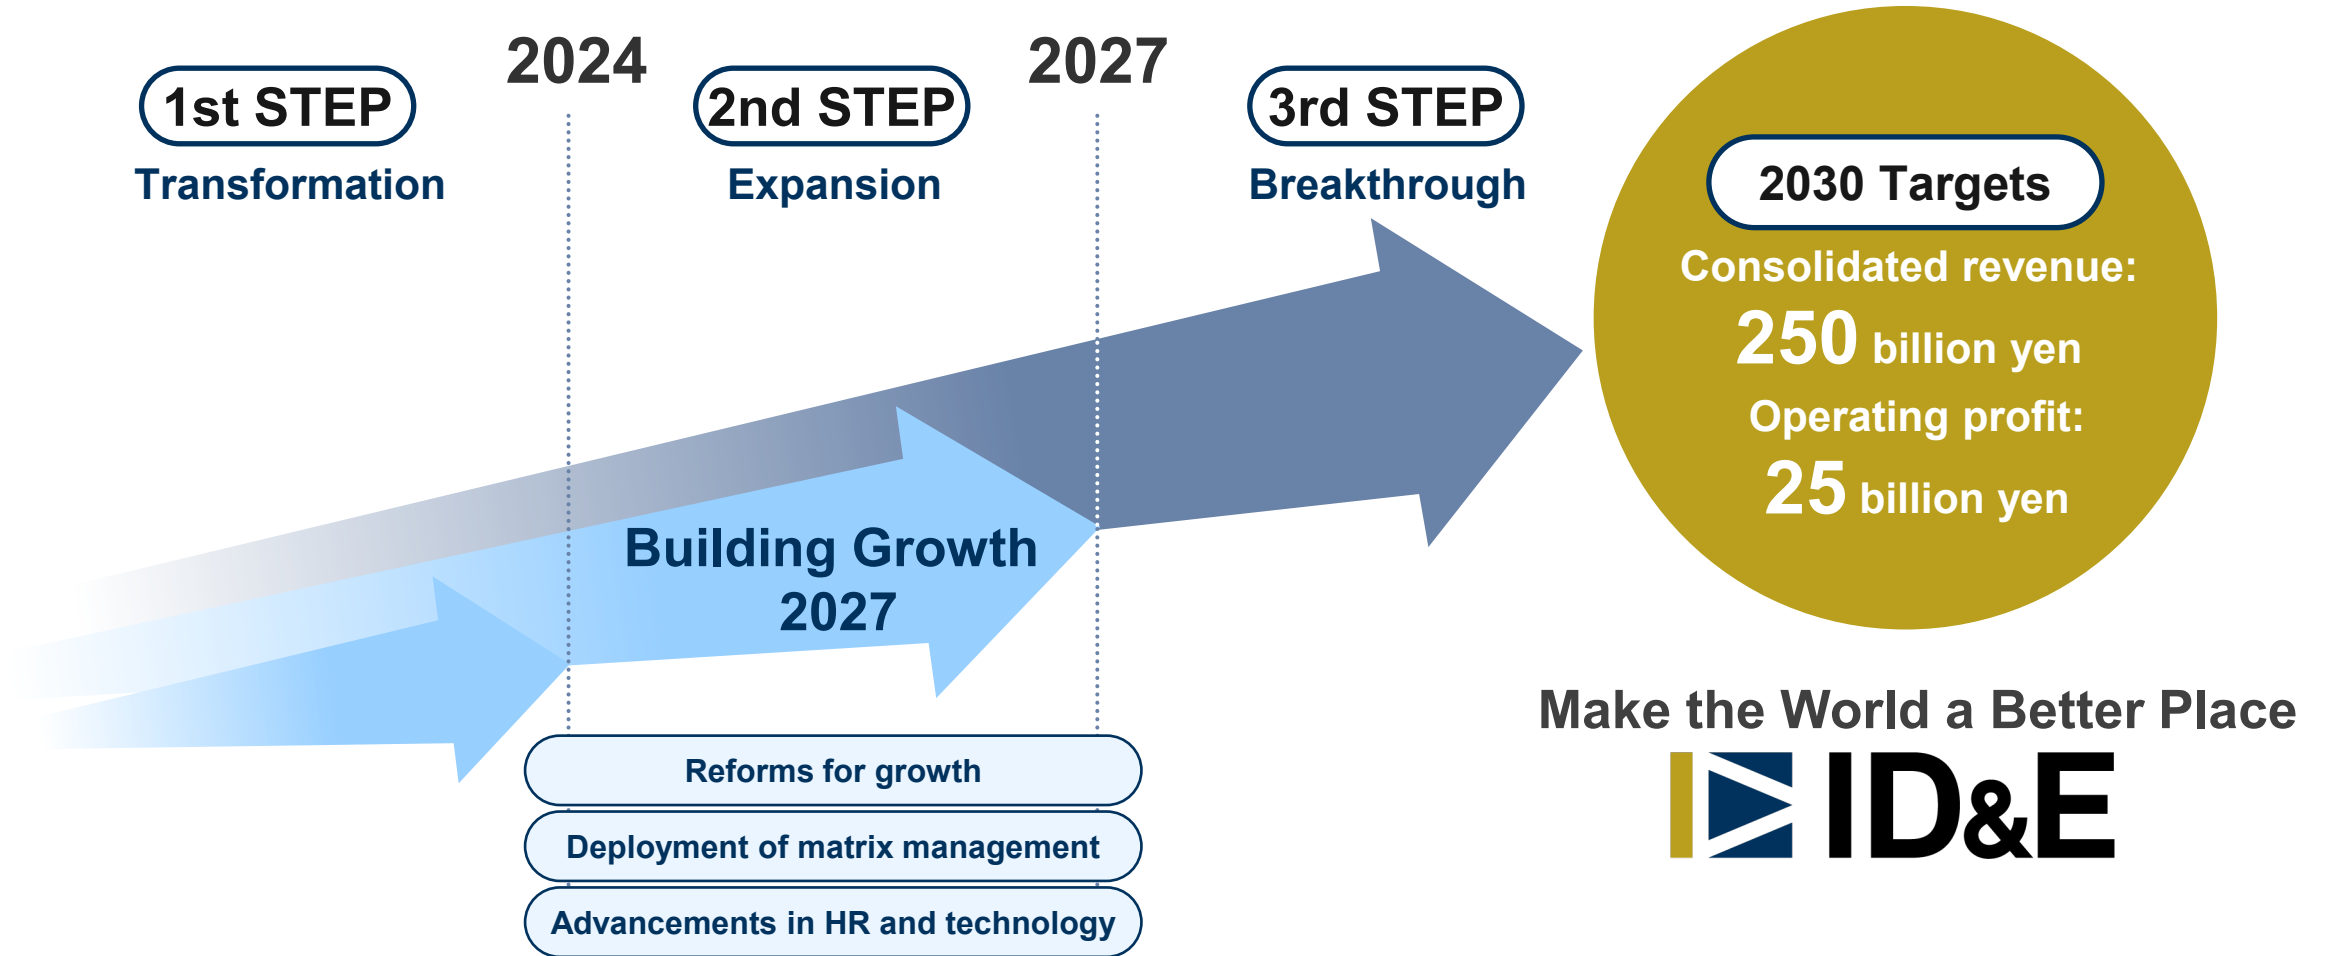 1st STEP
Transformation
2024
2nd STEP
Expansion
2027
3rd STEP
Breakthrough
2030 Targets
Consolidated revenue:
250 billion yen
Operating profit:
25 billion yen
Building Growth
2027
Reforms for growth
Deployment of matrix management
Advancements in HR and technology
Make the World a Better Place
ID&E